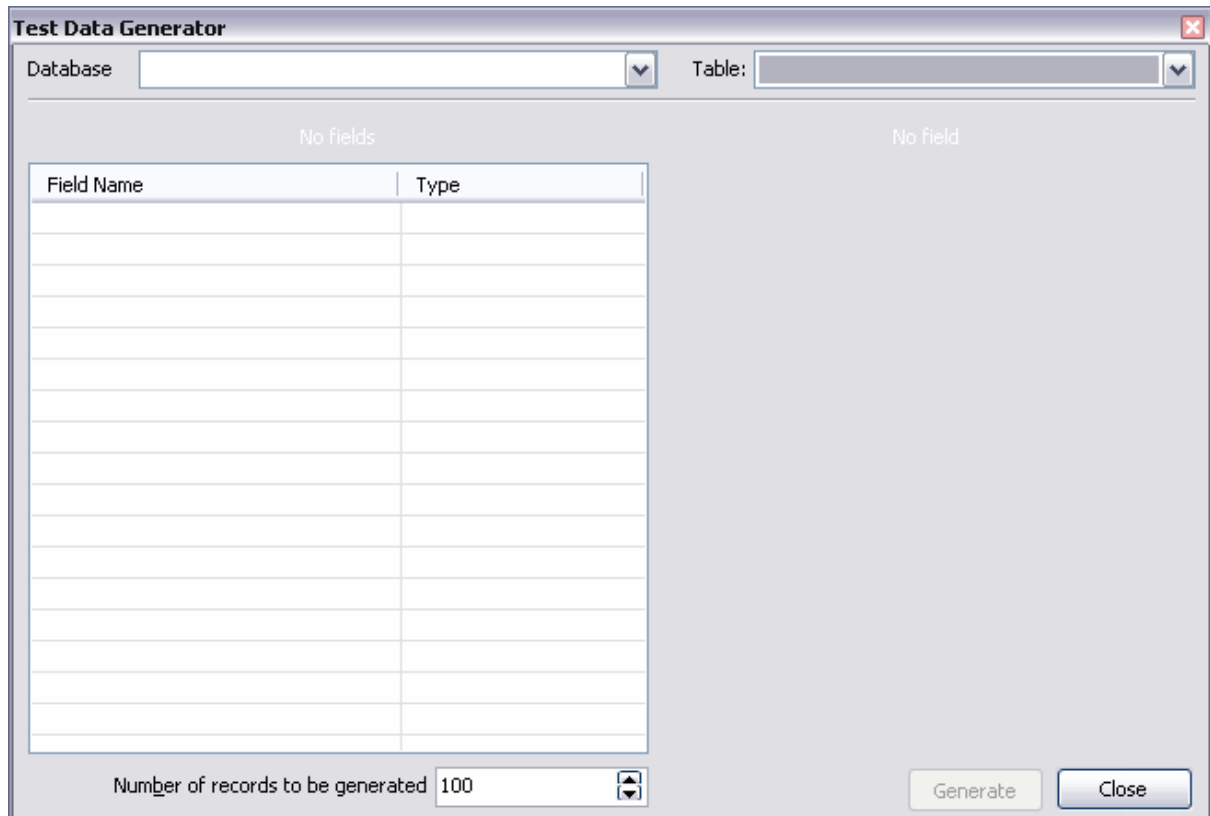 Test Data Generator
Database Table:
No fields No field
Field Name Type
Number of records to be generated 100
Generate Close